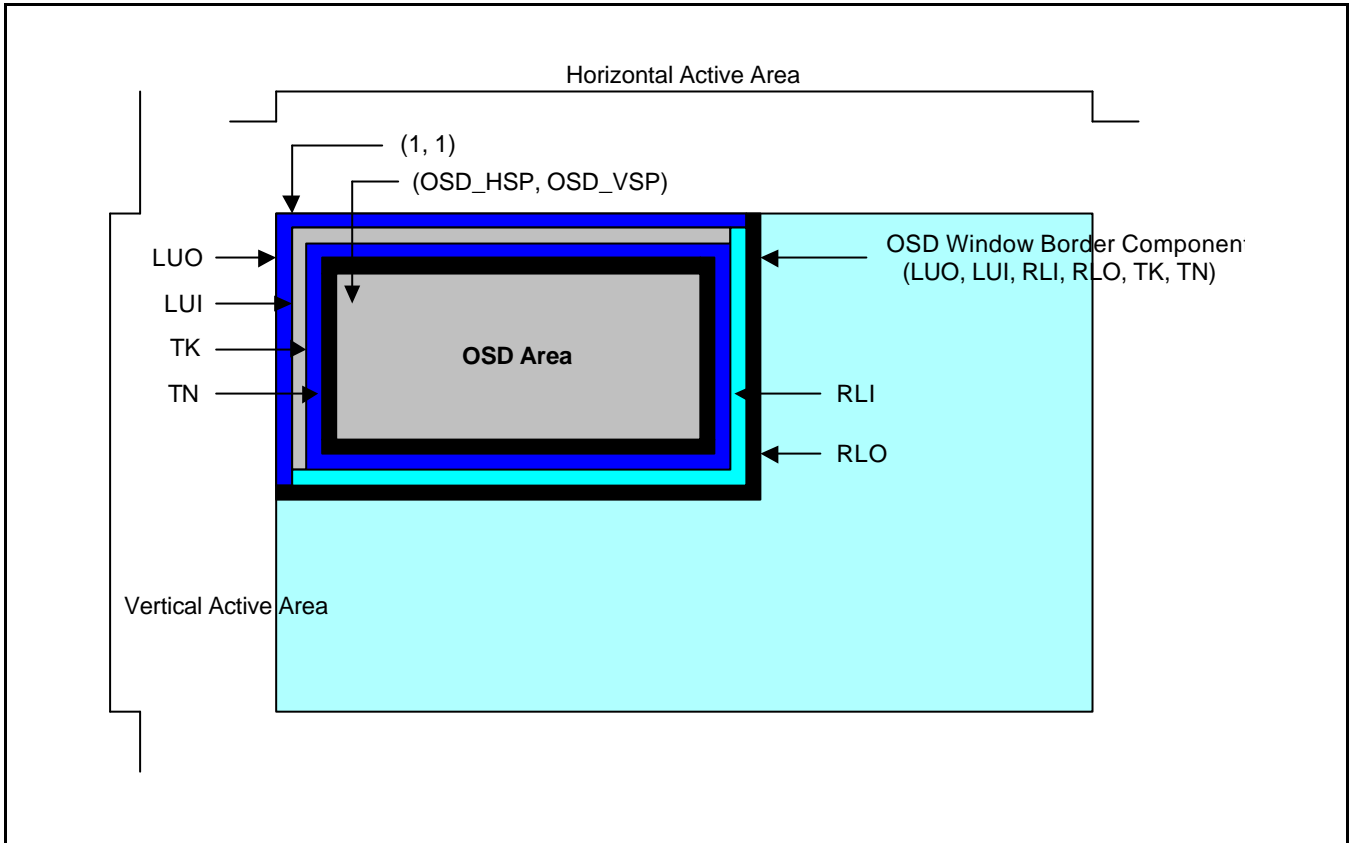 Horizontal Active Area
(1, 1)
(OSD_HSP, OSD_VSP)
LUO
OSD Window Border Componen
(LUO, LUI, RLI, RLO, TK, TN)
LUI
TK
OSD Area
TN
RLI
RLO
Vertical Active Area